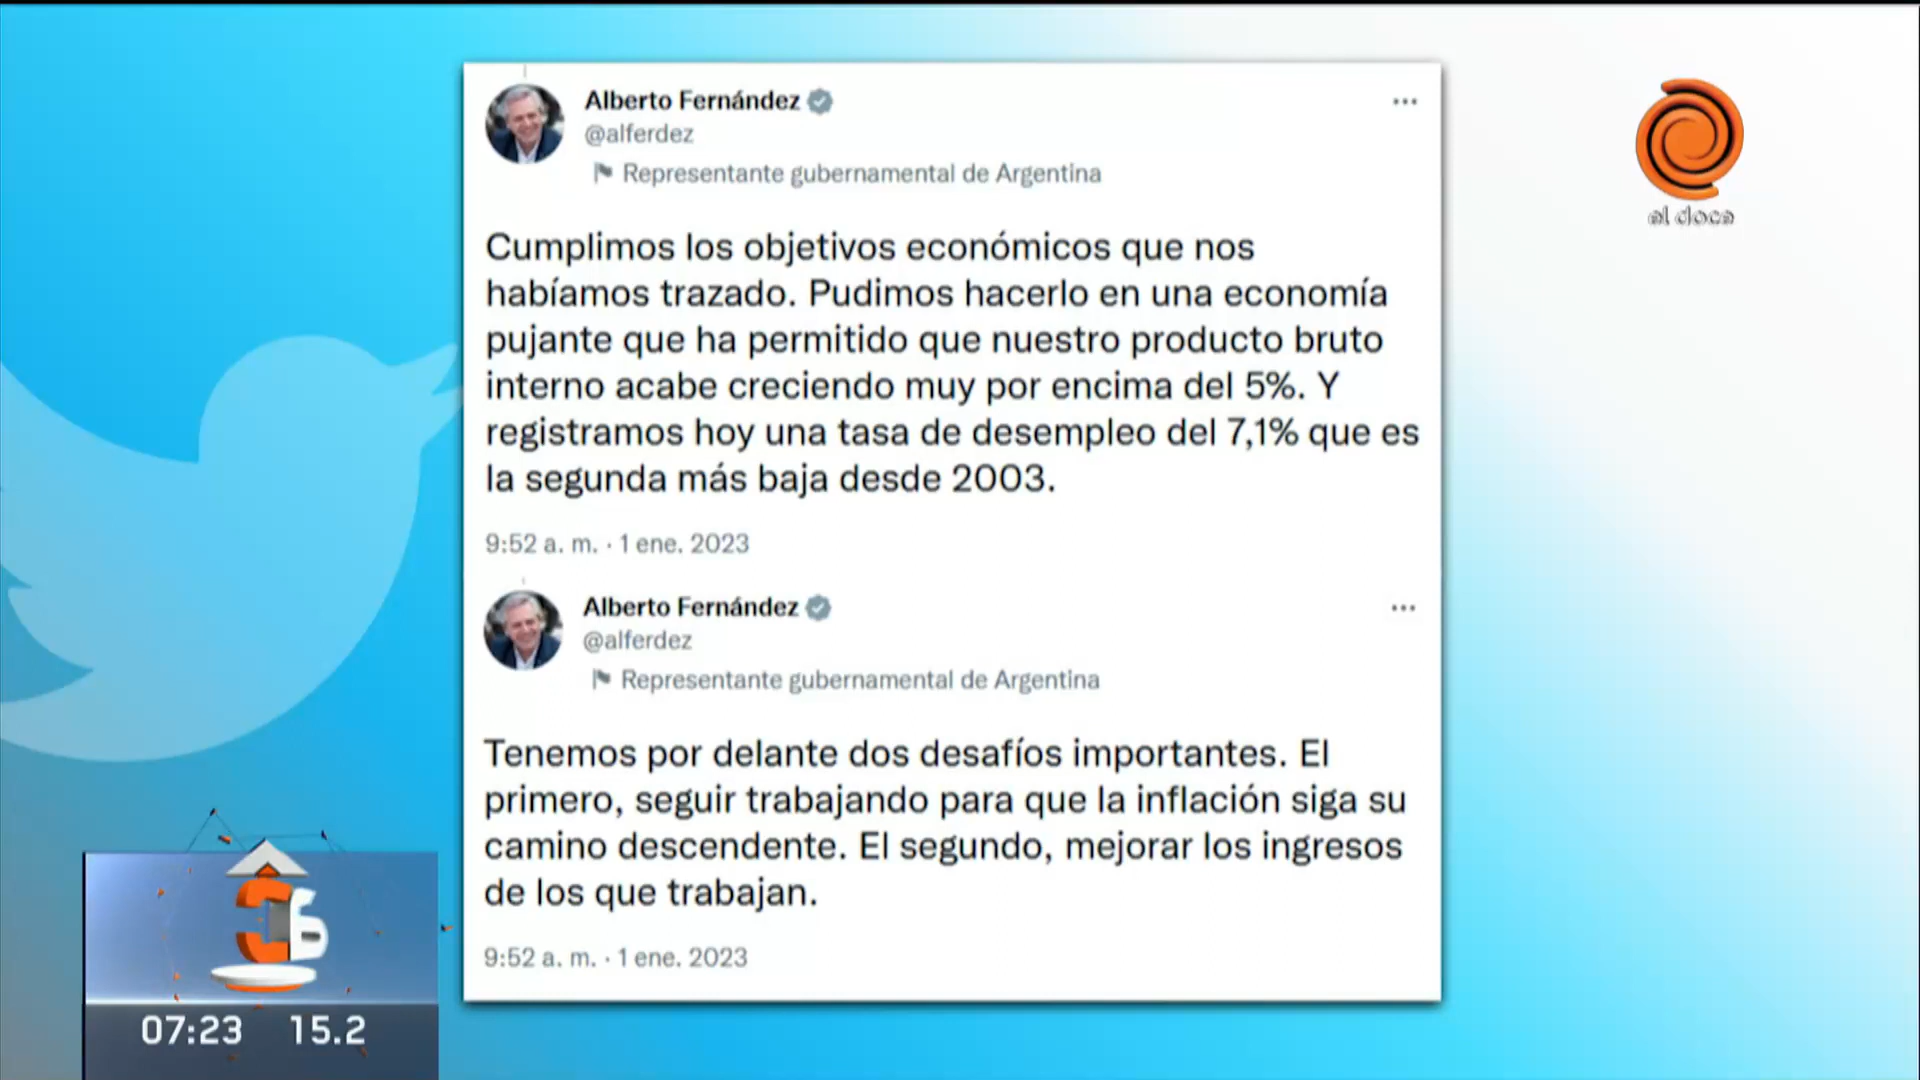 Alberto Fernández
@alferdez
Representante gubernamental de Argentina
Cumplimos los objetivos económicos que nos
habíamos trazado. Pudimos hacerlo en una economía
pujante que ha permitido que nuestro producto bruto
interno acabe creciendo muy por encima del 5%. Y
registramos hoy una tasa de desempleo del 7,1% que es
la segunda más baja desde 2003.
9:52 a. m. · 1 ene. 2023
Alberto Fernández
@alferdez
Representante gubernamental de Argentina
Tenemos por delante dos desafíos importantes. El
primero, seguir trabajando para que la inflación siga su
camino descendente. El segundo, mejorar los ingresos
de los que trabajan.
9:52 a. m. · 1 ene. 2023
el doce
07:23 15.2